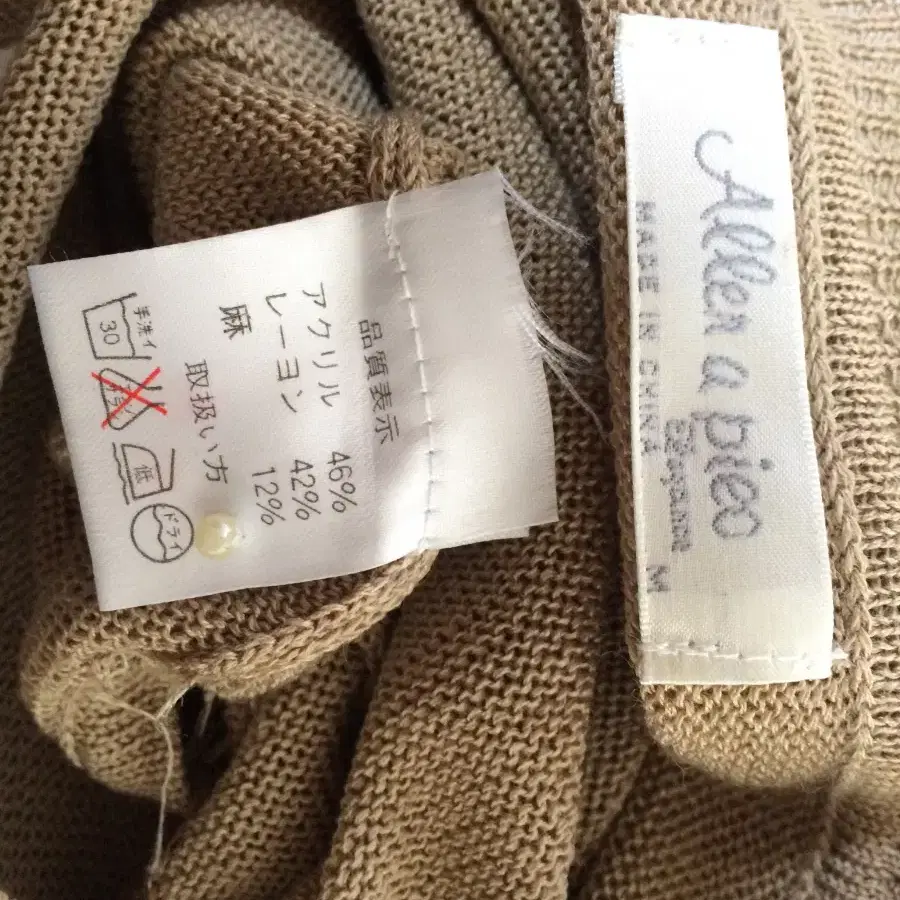 品質表示
アクリル 46%
レーヨン 42%
麻 12%
取扱い方
手洗イ
30
低
ドライ
Aller a pieo
MADE IN CHINA
M